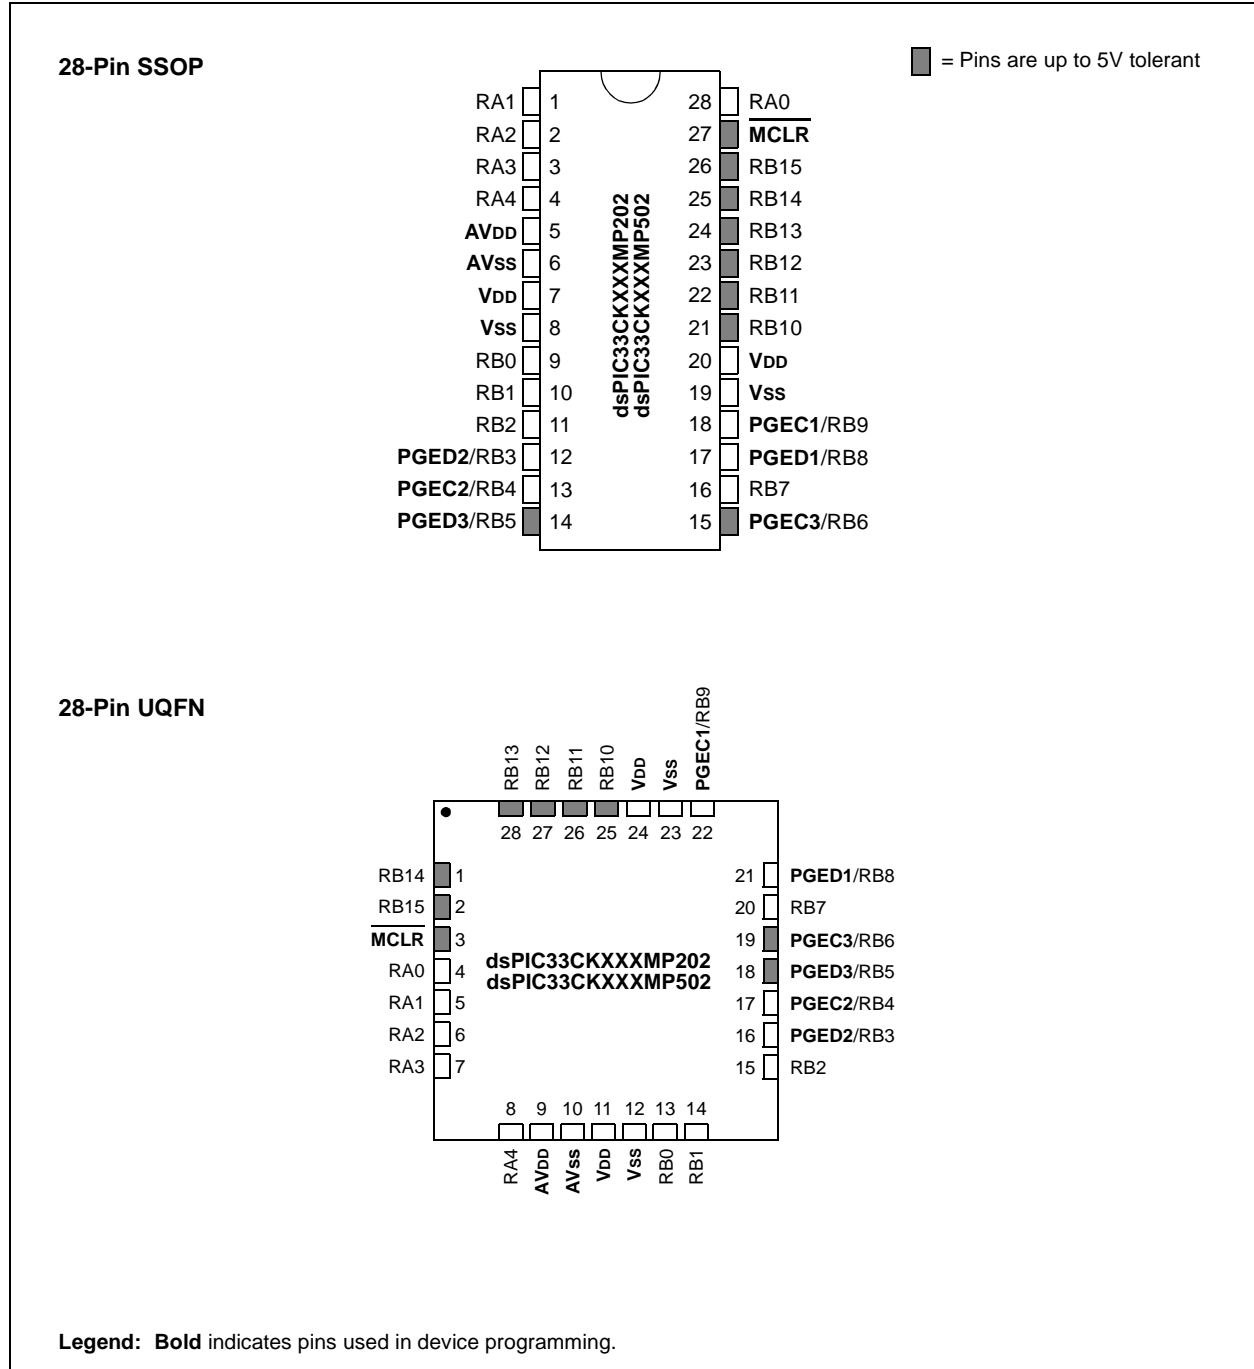 28-Pin SSOP
= Pins are up to 5V tolerant
RA1 1 28 RA0
RA2 2 27 MCLR
RA3 3 26 RB15
RA4 4 25 RB14
AVDD 5 24 RB13
AVSS 6 23 RB12
VDD 7 22 RB11
VSS 8 21 RB10
RB0 9 20 VDD
RB1 10 19 VSS
RB2 11 18 PGEC1/RB9
PGED2/RB3 12 17 PGED1/RB8
PGEC2/RB4 13 16 RB7
PGED3/RB5 14 15 PGEC3/RB6
dsPIC33CKXXXMP202
dsPIC33CKXXXMP502
28-Pin UQFN
RB13 RB12 RB11 RB10 VDD VSS PGEC1/RB9
28 27 26 25 24 23 22
RB14 1 21 PGED1/RB8
RB15 2 20 RB7
MCLR 3 19 PGEC3/RB6
RA0 4 18 PGED3/RB5
RA1 5 17 PGEC2/RB4
RA2 6 16 PGED2/RB3
RA3 7 15 RB2
dsPIC33CKXXXMP202
dsPIC33CKXXXMP502
8 9 10 11 12 13 14
RA4 AVDD AVSS VDD VSS RB0 RB1
Legend: Bold indicates pins used in device programming.